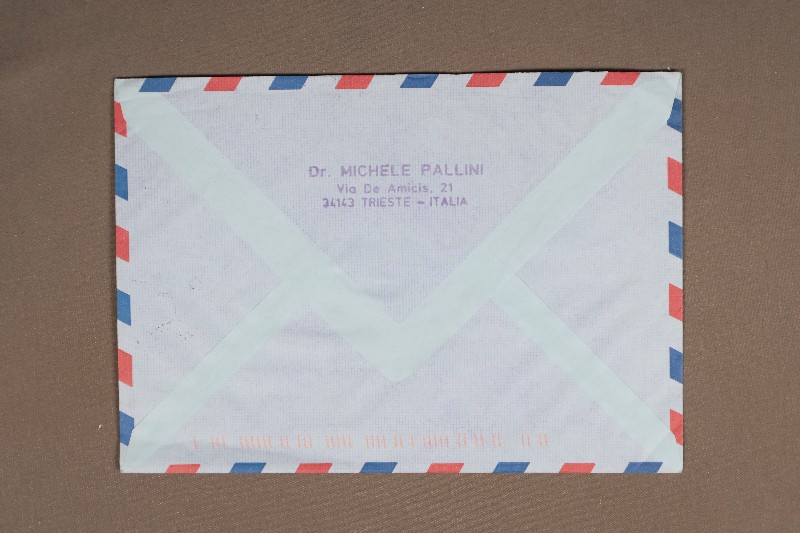 Dr. MICHELE PALLINI
Via De Amicis, 21
34143 TRIESTE - ITALIA